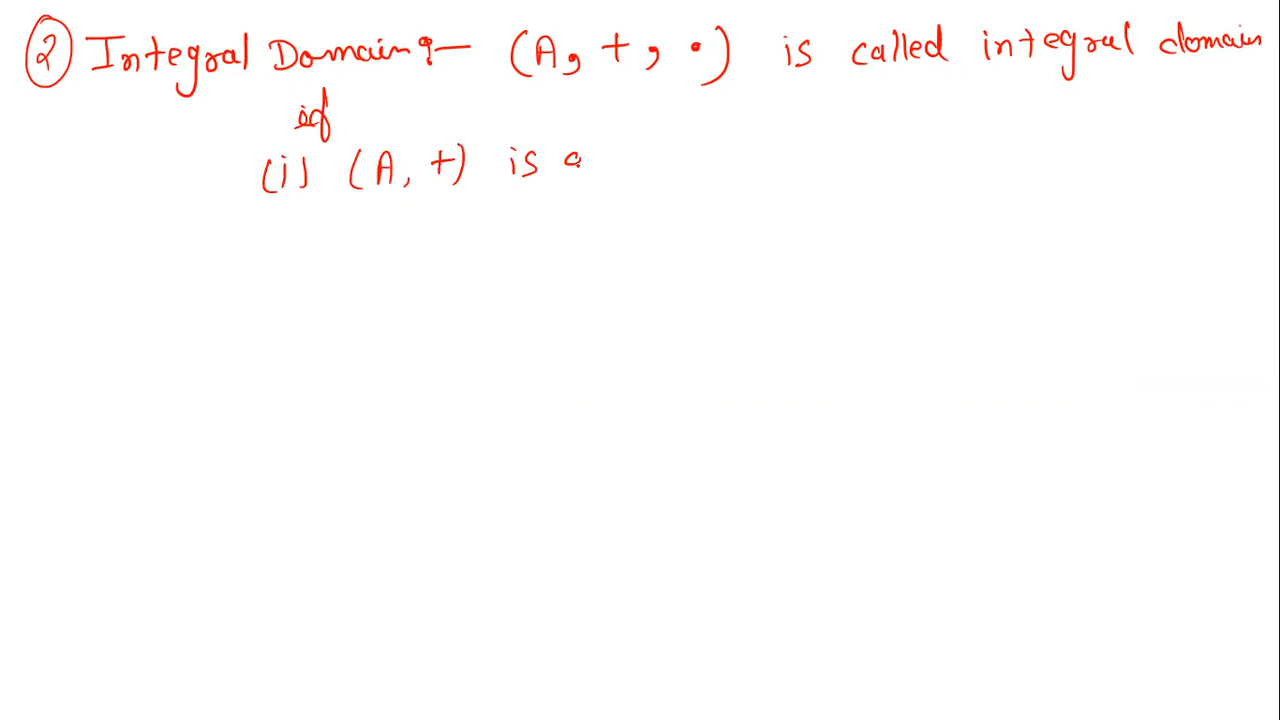 ② Integral Domain :- (A, +, •) is called integral domain
if
(i) (A, +) is a